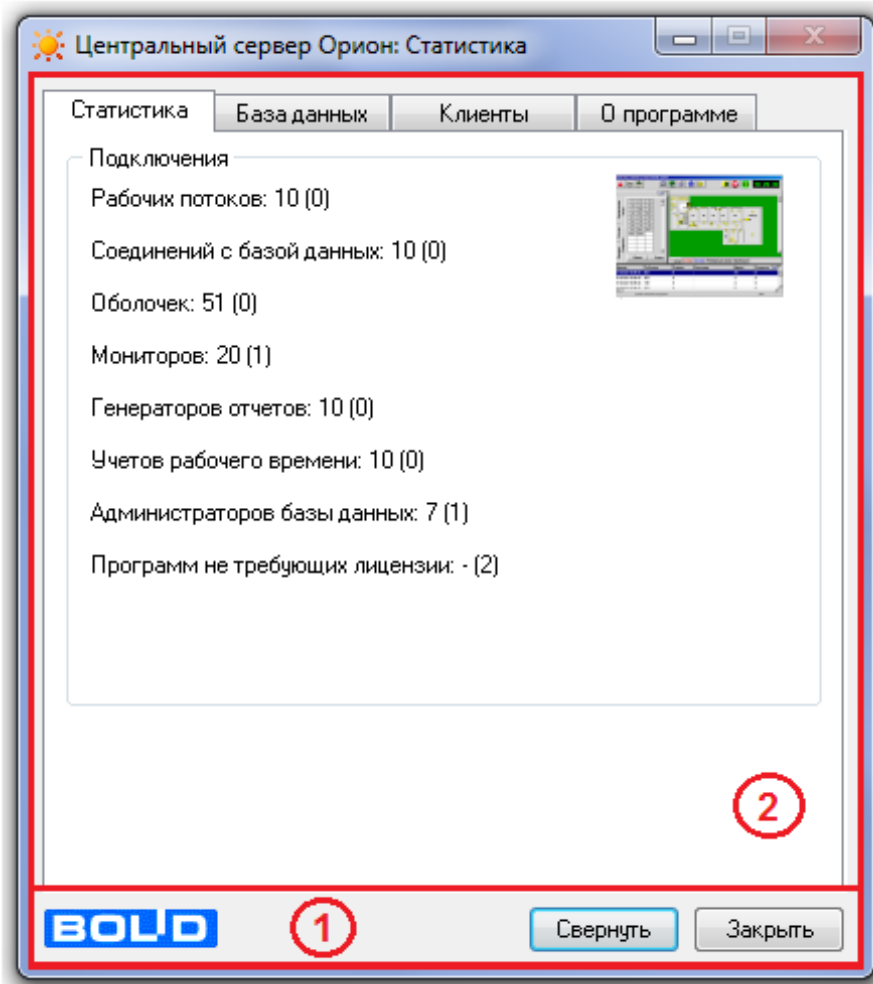 Центральный сервер Орион: Статистика
Статистика База данных Клиенты О программе
Подключения
Рабочих потоков: 10 (0)
Соединений с базой данных: 10 (0)
Оболочек: 51 (0)
Мониторов: 20 (1)
Генераторов отчетов: 10 (0)
Учетов рабочего времени: 10 (0)
Администраторов базы данных: 7 (1)
Программ не требующих лицензии: - (2)
2
BOLID 1 Свернуть Закрыть